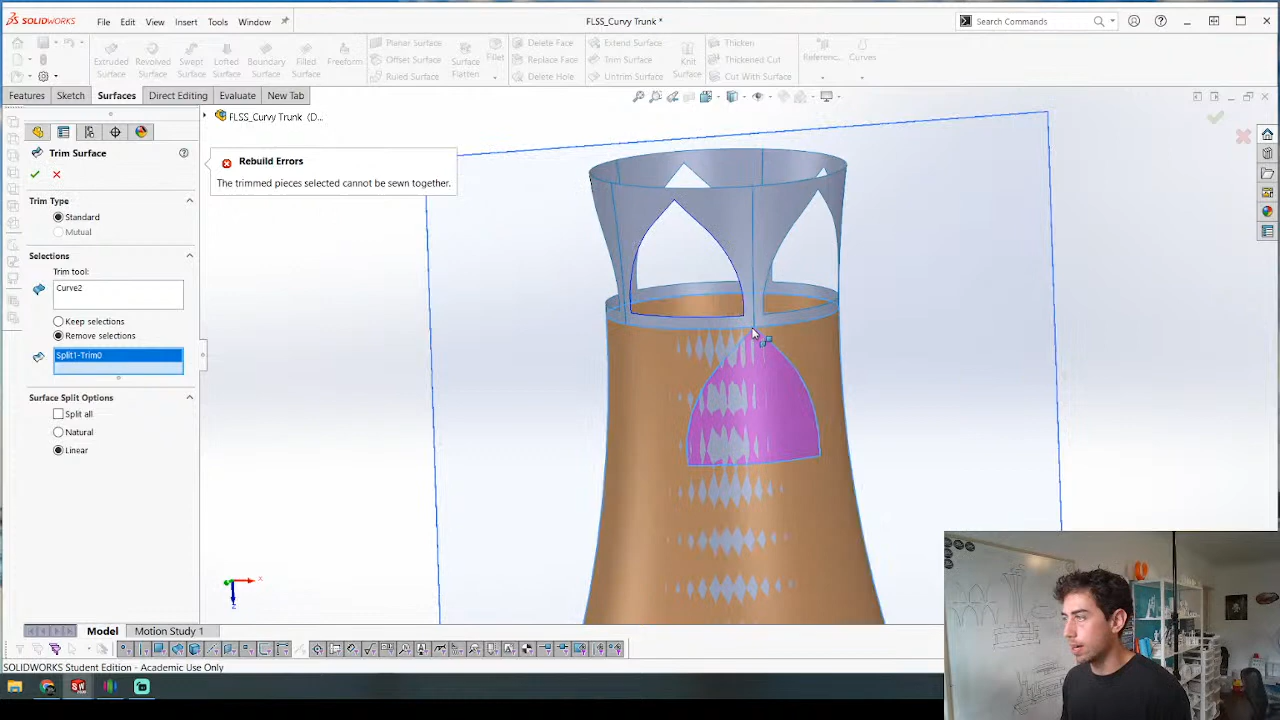 SOLIDWORKS
File Edit View Insert Tools Window
FLSS_Curvy Trunk *
Search Commands
Extruded Surface
Revolved Surface
Swept Surface
Lofted Surface
Boundary Surface
Filled Surface
Freeform
Planar Surface
Offset Surface
Ruled Surface
Surface Flatten
Fillet
Delete Face
Replace Face
Delete Hole
Extend Surface
Trim Surface
Untrim Surface
Knit Surface
Thicken
Thickened Cut
Cut With Surface
Referenc...
Curves
Features Sketch Surfaces Direct Editing Evaluate New Tab
FLSS_Curvy Trunk (D...
Trim Surface
Rebuild Errors
The trimmed pieces selected cannot be sewn together.
Trim Type
Standard
Mutual
Selections
Trim tool:
Curve2
Keep selections
Remove selections
Split1-Trim0
Surface Split Options
Split all
Natural
Linear
x
z
Model Motion Study 1
SOLIDWORKS Student Edition - Academic Use Only